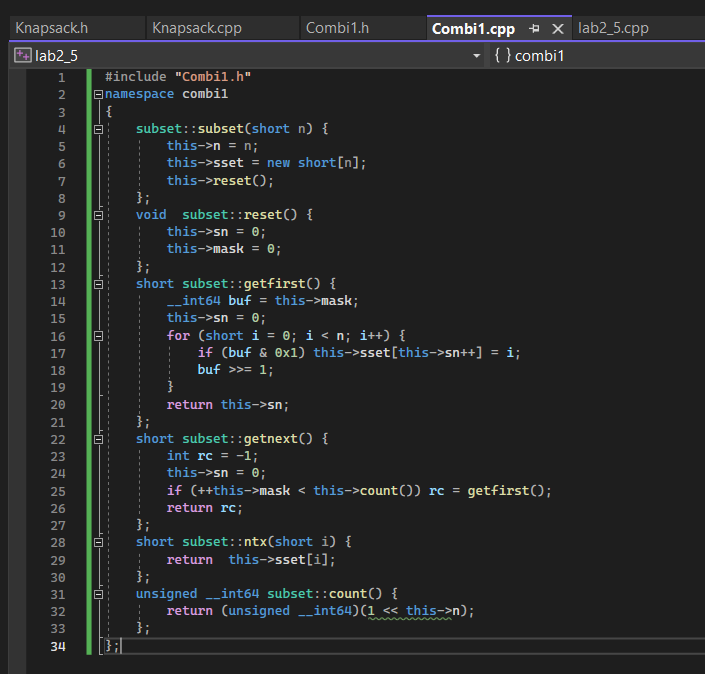 Knapsack.h Knapsack.cpp Combi1.h Combi1.cpp lab2_5.cpp
lab2_5 { } combi1
1 #include "Combi1.h"
2 namespace combi1
3 {
4 subset::subset(short n) {
5 this->n = n;
6 this->sset = new short[n];
7 this->reset();
8 };
9 void  subset::reset() {
10 this->sn = 0;
11 this->mask = 0;
12 };
13 short subset::getfirst() {
14 __int64 buf = this->mask;
15 this->sn = 0;
16 for (short i = 0; i < n; i++) {
17 if (buf & 0x1) this->sset[this->sn++] = i;
18 buf >>= 1;
19 }
20 return this->sn;
21 };
22 short subset::getnext() {
23 int rc = -1;
24 this->sn = 0;
25 if (++this->mask < this->count()) rc = getfirst();
26 return rc;
27 };
28 short subset::ntx(short i) {
29 return  this->sset[i];
30 };
31 unsigned __int64 subset::count() {
32 return (unsigned __int64)(1 << this->n);
33 };
34 };